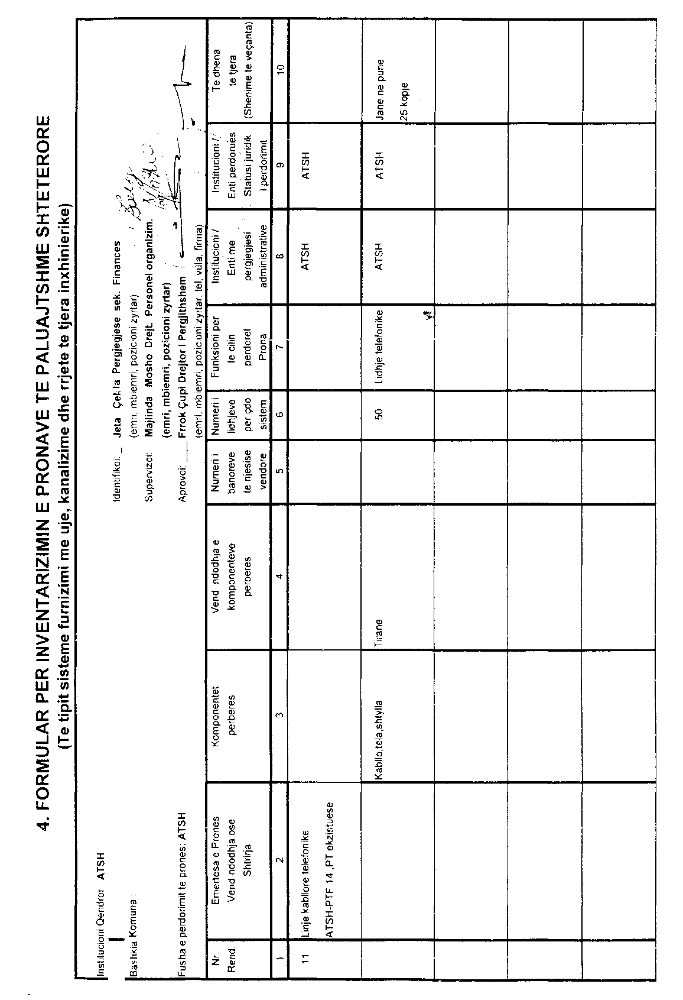 4. FORMULAR PER INVENTARIZIMIN E PRONAVE TE PALUAJTSHME SHTETERORE
(Te tipit sisteme furnizimi me uje, kanalizime dhe rrjete te tjera inxhinierike)
Institucioni Qendror ATSH
Bashkia Komuna :
Fusha e perdorimit te prones: ATSH
Identifikoi: _ Jeta Çekta Pergjegjese sek. Finances
(emri, mbiemri, pozicioni zyrtar)
Supervizoi: Majlinda Mosho Drejt. Personel organizim.
(emri, mbiemri, pozicioni zyrtar)
Aprovoi: ___ Frrok Çupi Drejtor I Pergjithshem
(emri, mbiemri, pozicioni zyrtar, tel, vula, firma)
Nr.
Rend.
Emertesa e Prones
Vend ndodhja ose
Shtrirja
Komponentet
perberes
Vend ndodhja e
komponenteve
perberes
Numeri i
banoreve
te njesise
vendore
Numeri i
lidhjeve
per çdo
sistem
Funksioni per
te cilin
perdoret
Prona
Institucioni /
Enti me
pergjegjesi
administrative
Institucioni /
Enti perdorues
Statusi juridik
i perdorimit
Te dhena
te tjera
(Shenime te veçanta)
1 2 3 4 5 6 7 8 9 10
11 Linje kabllore telefonike ATSH ATSH
ATSH-PTF 14 ,PT ekzistuese
Kabllo,tela,shtylla Tirane 50 Lidhje telefonike ATSH ATSH Jane ne pune
25 kopje